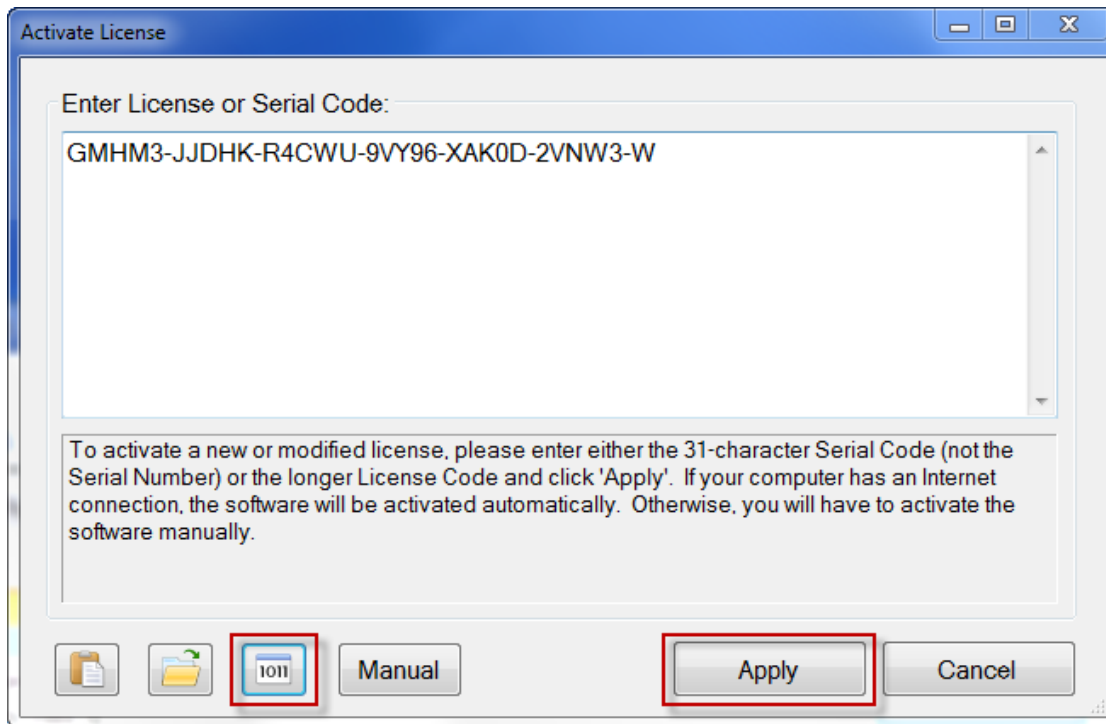 Activate License
Enter License or Serial Code:
GMHM3-JJDHK-R4CWU-9VY96-XAK0D-2VNW3-W
To activate a new or modified license, please enter either the 31-character Serial Code (not the
Serial Number) or the longer License Code and click 'Apply'.  If your computer has an Internet
connection, the software will be activated automatically.  Otherwise, you will have to activate the
software manually.
1011 Manual Apply Cancel